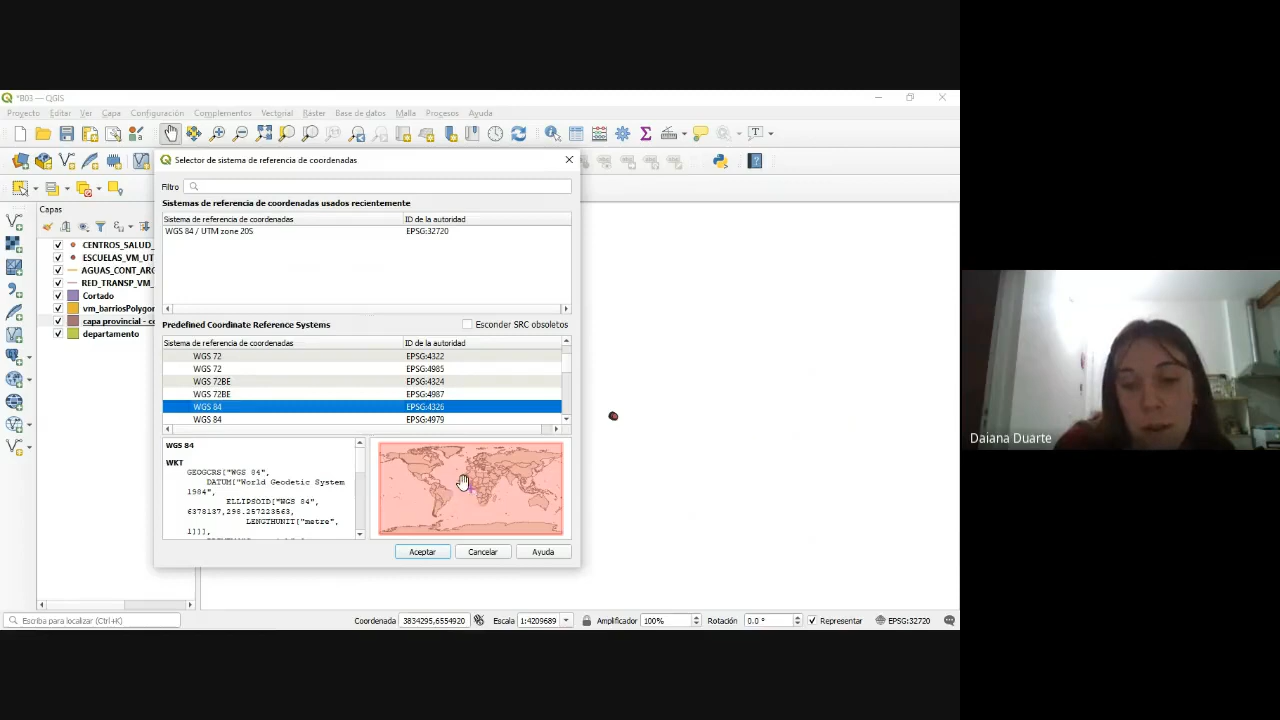 *B03 — QGIS
Proyecto Editar Ver Capa Configuración Complementos Vectorial Ráster Base de datos Malla Procesos Ayuda
Selector de sistema de referencia de coordenadas
Filtro
Sistemas de referencia de coordenadas usados recientemente
Sistema de referencia de coordenadas ID de la autoridad
WGS 84 / UTM zone 20S EPSG:32720
Predefined Coordinate Reference Systems Esconder SRC obsoletos
Sistema de referencia de coordenadas ID de la autoridad
WGS 72 EPSG:4322
WGS 72 EPSG:4985
WGS 72BE EPSG:4324
WGS 72BE EPSG:4987
WGS 84 EPSG:4326
WGS 84 EPSG:4979
WGS 84
WKT
GEOGCRS["WGS 84",
DATUM["World Geodetic System
1984",
ELLIPSOID["WGS 84",
6378137,298.257223563,
LENGTHUNIT["metre",
1]]],
Aceptar Cancelar Ayuda
Capas
CENTROS_SALUD_
ESCUELAS_VM_UT
AGUAS_CONT_ARC
RED_TRANSP_VM_
Cortado
vm_barriosPolygor
capa provincial - c
departamento
Escriba para localizar (Ctrl+K) Coordenada 3834295,6554920 Escala 1:4209689 Amplificador 100% Rotación 0.0 ° Representar EPSG:32720
Daiana Duarte